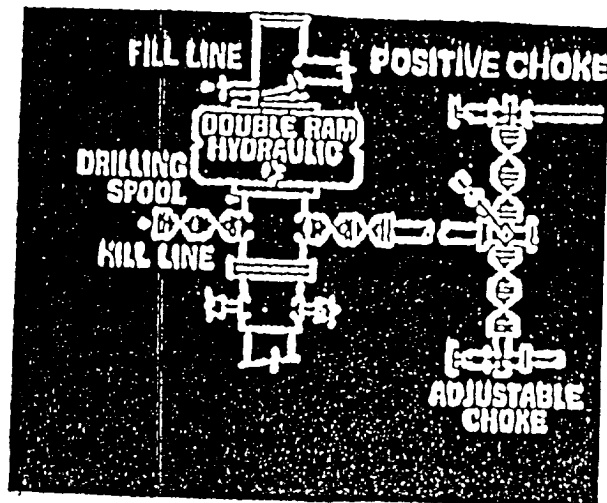 FILL LINE
POSITIVE CHOKE
DOUBLE RAM
HYDRAULIC
DRILLING
SPOOL
KILL LINE
ADJUSTABLE
CHOKE